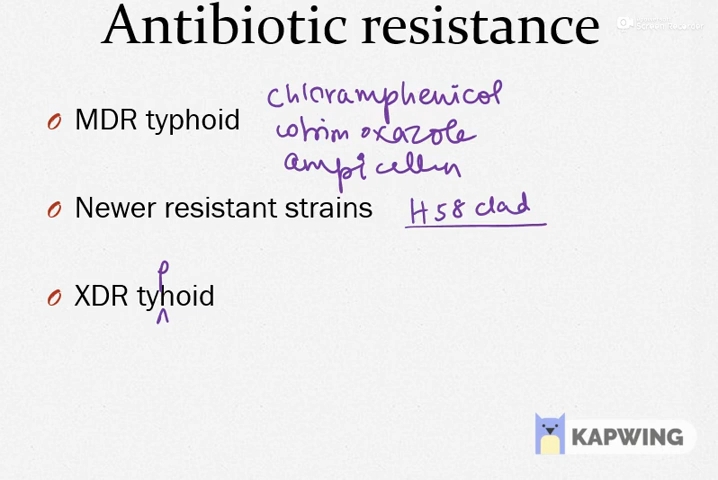 Antibiotic resistance
MDR typhoid
chloramphenicol
cotrimoxazole
ampicellin
Newer resistant strains H58 clad
p
XDR tyhoid
^
KAPWING